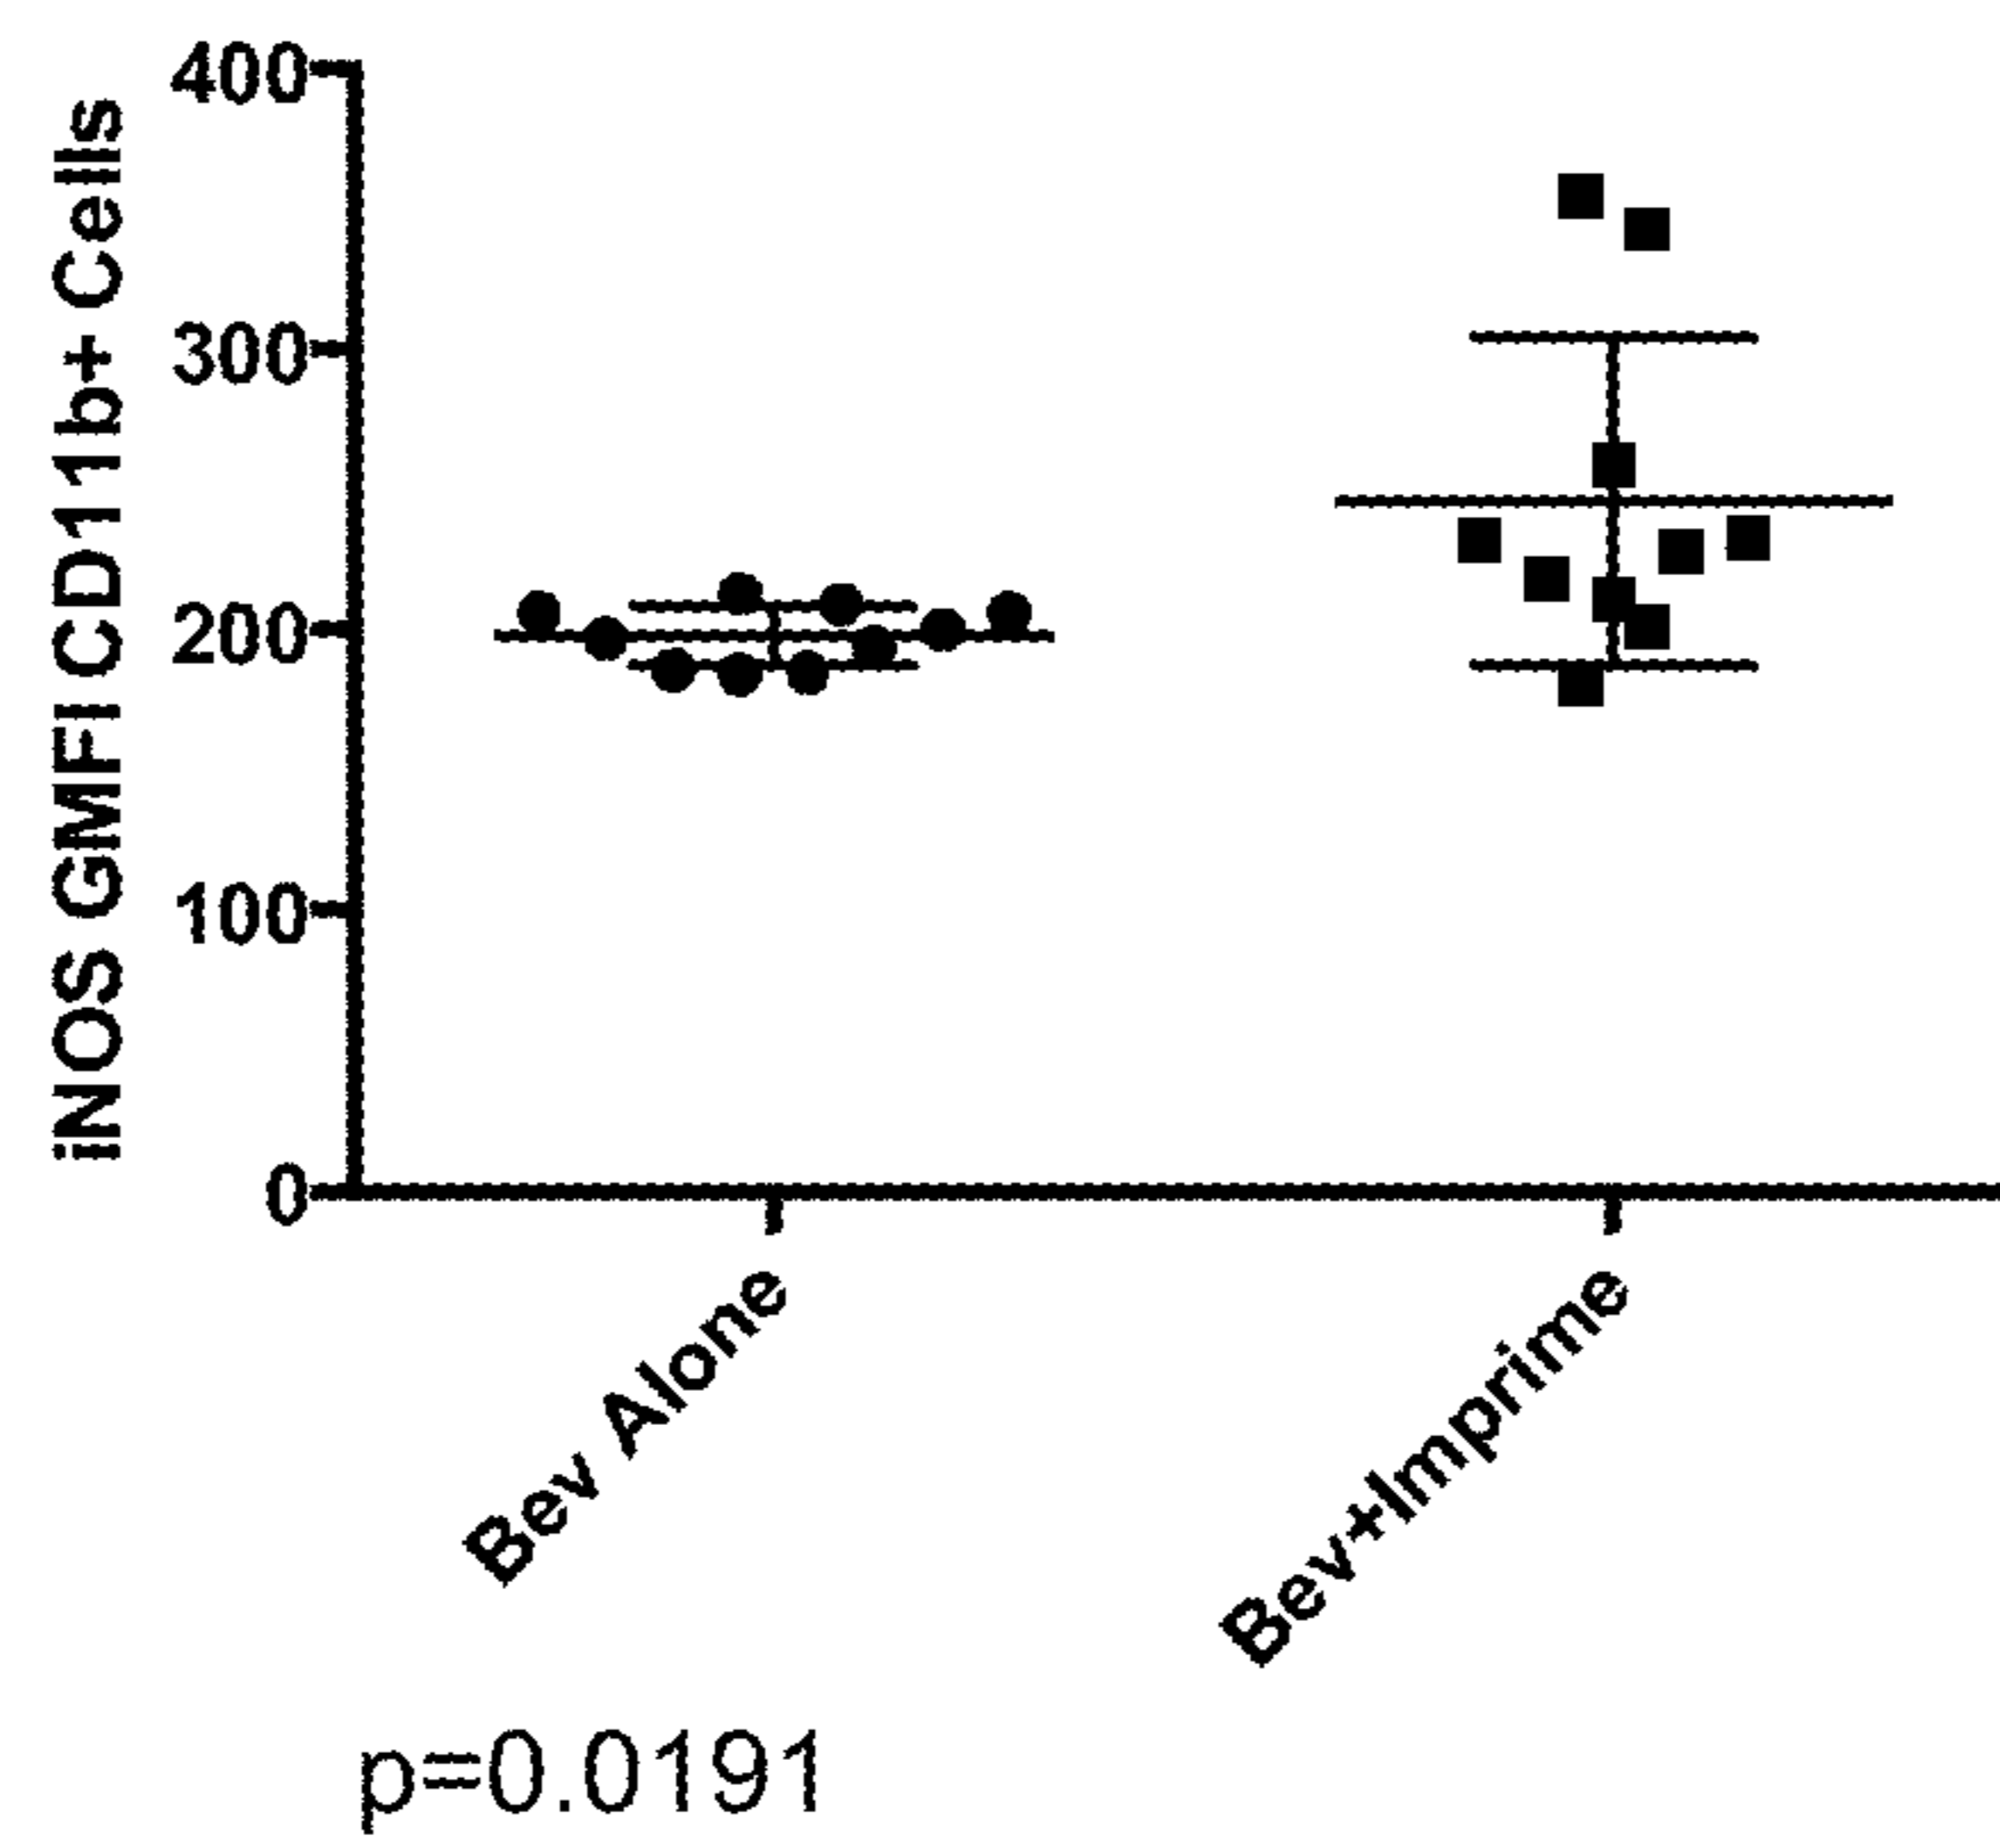 iNOS GMFI CD11b+ Cells
400
300
200
100
0
Bev Alone
Bev+Imprime
p=0.0191